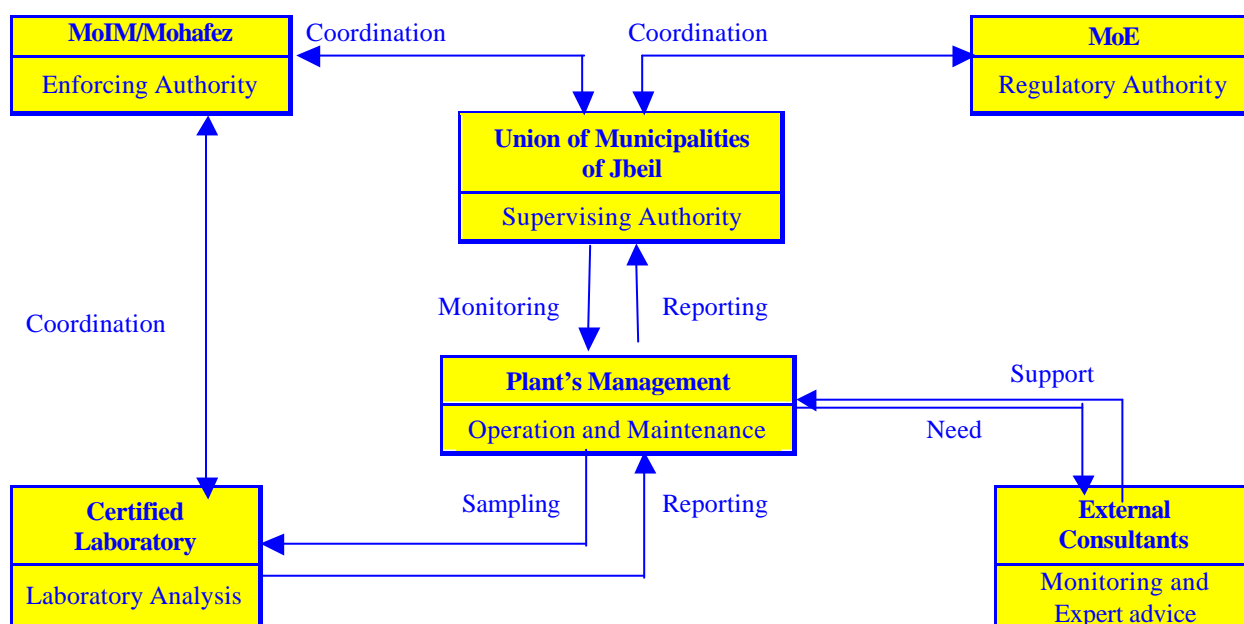 MoIM/Mohafez
Enforcing Authority
Coordination
Coordination
MoE
Regulatory Authority
Union of Municipalities
of Jbeil
Supervising Authority
Monitoring
Reporting
Coordination
Plant's Management
Operation and Maintenance
Support
Need
Sampling
Reporting
Certified
Laboratory
Laboratory Analysis
External
Consultants
Monitoring and
Expert advice